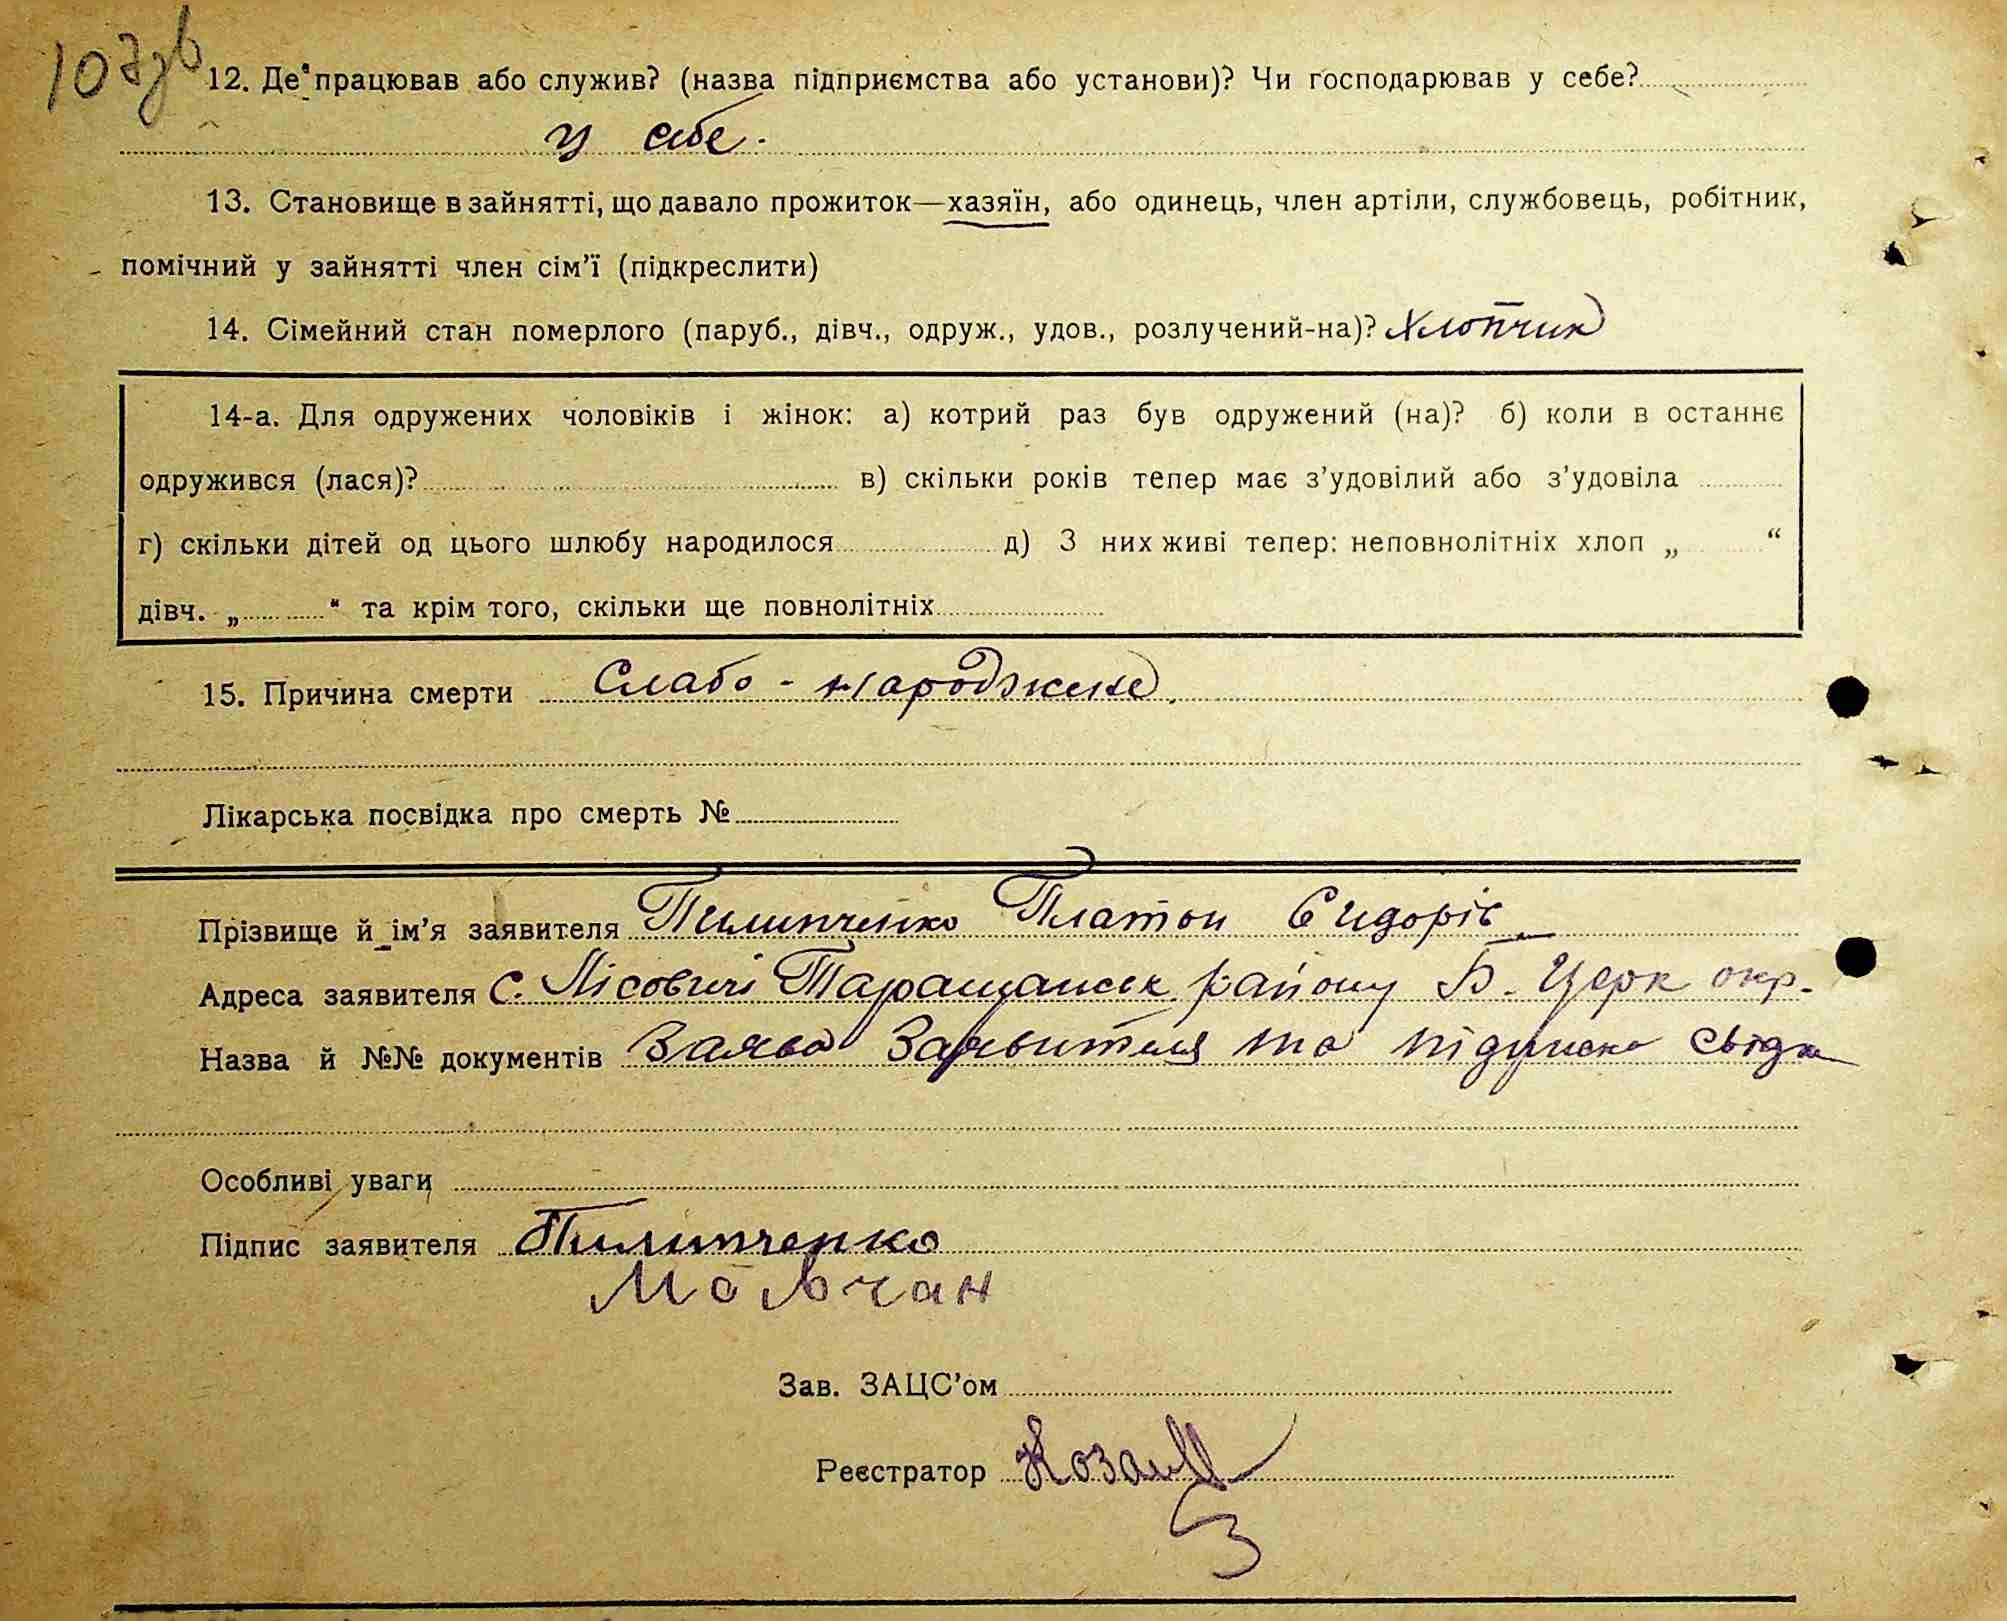 107зв
12. Де працював або служив? (назва підприємства або установи)? Чи господарював у себе?
у себе.
13. Становище в зайнятті, що давало прожиток—хазяїн, або одинець, член артіли, службовець, робітник,
помічний у зайнятті член сім’ї (підкреслити)
14. Сімейний стан померлого (паруб., дівч., одруж., удов., розлучений-на)? Хлопчик
14-а. Для одружених чоловіків і жінок: а) котрий раз був одружений (на)? б) коли в останнє
одружився (лася)? в) скільки років тепер має з’удовілий або з’удовіла
г) скільки дітей од цього шлюбу народилося д) З них живі тепер: неповнолітніх хлоп „ “
дівч. „ “ та крім того, скільки ще повнолітніх
15. Причина смерти Слабо - народжене
Лікарська посвідка про смерть №
Прізвище й ім’я заявителя Пилипченко Платон Сидорів
Адреса заявителя с. Лісовичі Таращанськ. району Б. Церк окр.
Назва й №№ документів Заява Заявителя та підписка свідк
Особливі уваги
Підпис заявителя Пилипченко
Мовчан
Зав. ЗАЦС’ом
Реєстратор